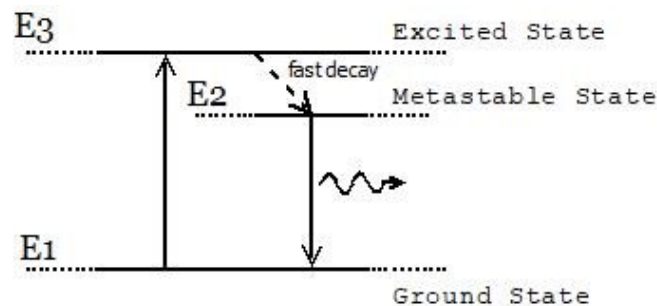 E3 Excited State
fast decay
E2 Metastable State
E1
Ground State